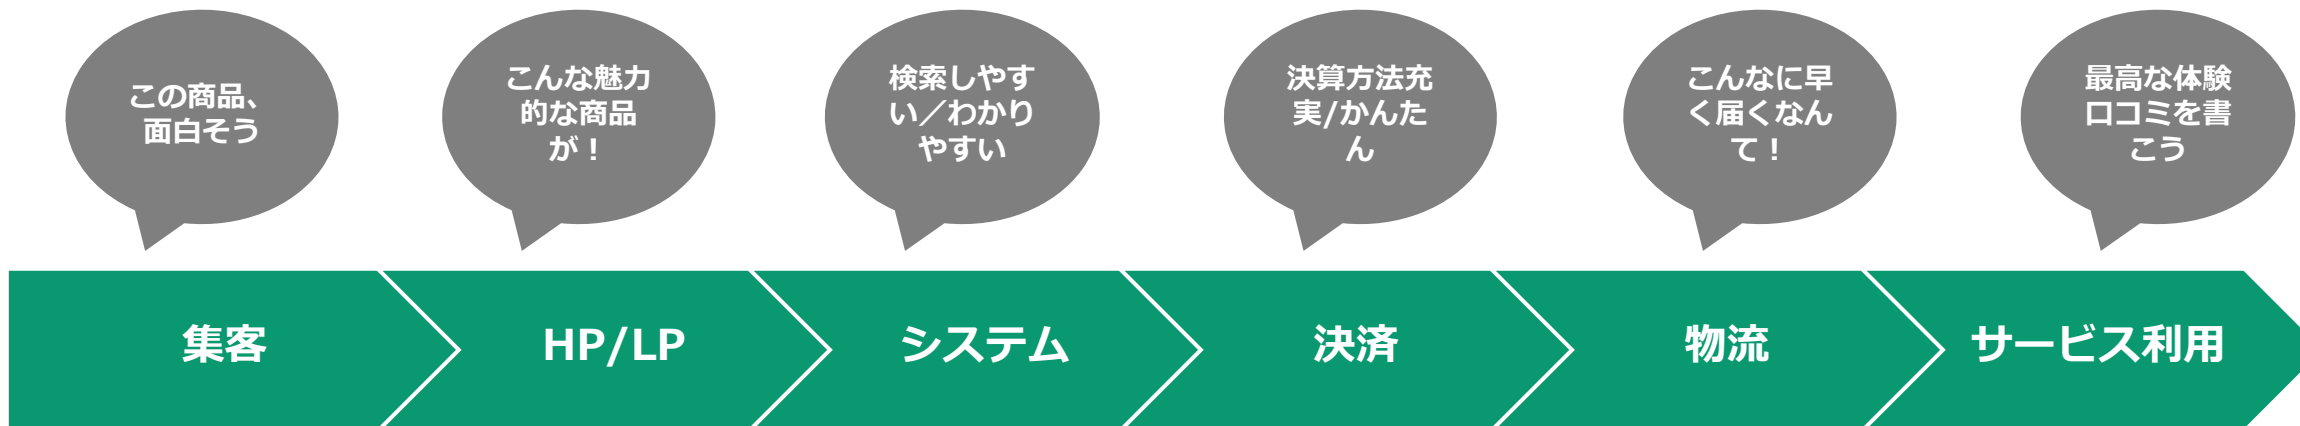 この商品、
面白そう
こんな魅力
的な商品
が！
検索しやす
い／わかり
やすい
決算方法充
実/かんた
ん
こんなに早
く届くなん
て！
最高な体験
口コミを書
こう
集客
HP/LP
システム
決済
物流
サービス利用